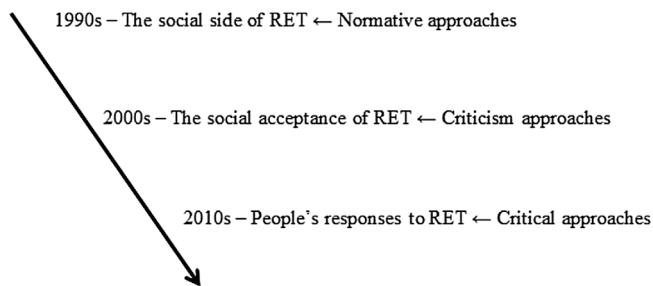 1990s – The social side of RET ← Normative approaches
2000s – The social acceptance of RET ← Criticism approaches
2010s – People's responses to RET ← Critical approaches